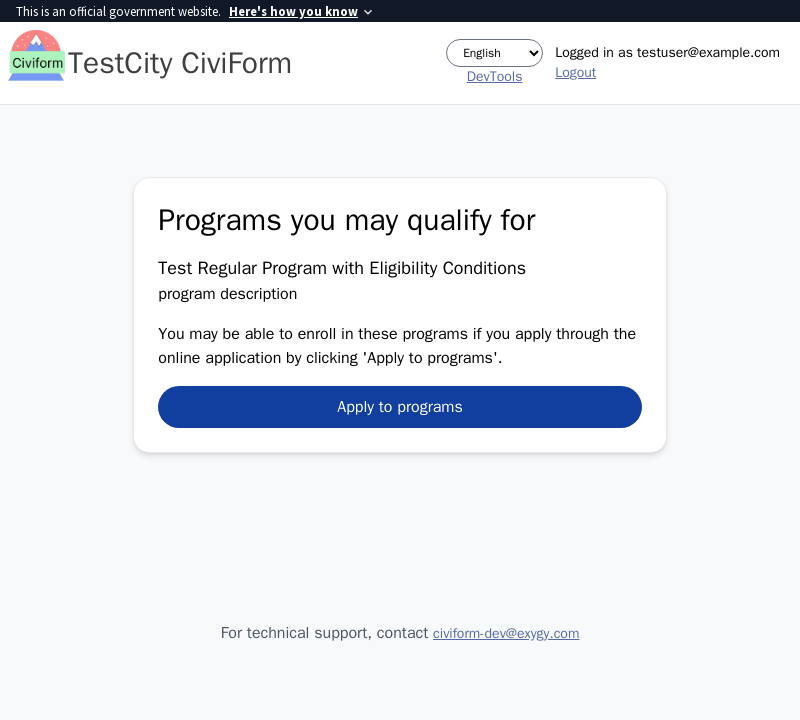 This is an official government website. Here's how you know
Civiform
TestCity CiviForm
English
DevTools
Logged in as testuser@example.com
Logout
Programs you may qualify for
Test Regular Program with Eligibility Conditions
program description
You may be able to enroll in these programs if you apply through the
online application by clicking 'Apply to programs'.
Apply to programs
For technical support, contact civiform-dev@exygy.com